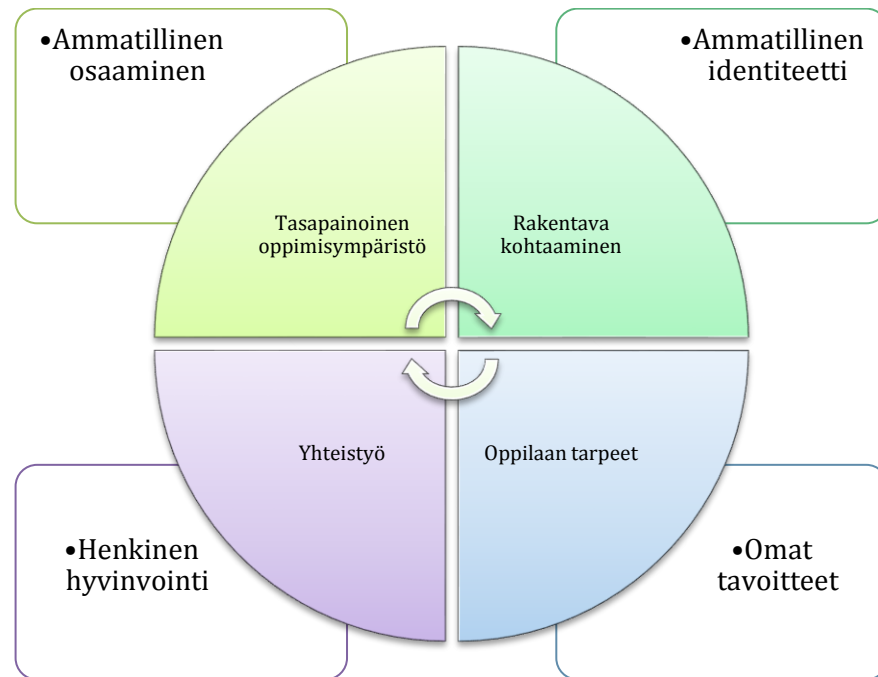 •Ammatillinen
osaaminen
•Ammatillinen
identiteetti
Tasapainoinen
oppimisympäristö
Rakentava
kohtaaminen
Yhteistyö
Oppilaan tarpeet
•Henkinen
hyvinvointi
•Omat
tavoitteet